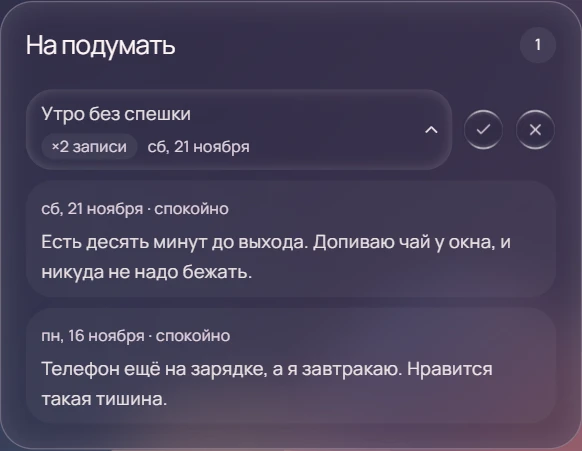 На подумать
1
Утро без спешки
×2 записи сб, 21 ноября
сб, 21 ноября · спокойно
Есть десять минут до выхода. Допиваю чай у окна, и
никуда не надо бежать.
пн, 16 ноября · спокойно
Телефон ещё на зарядке, а я завтракаю. Нравится
такая тишина.